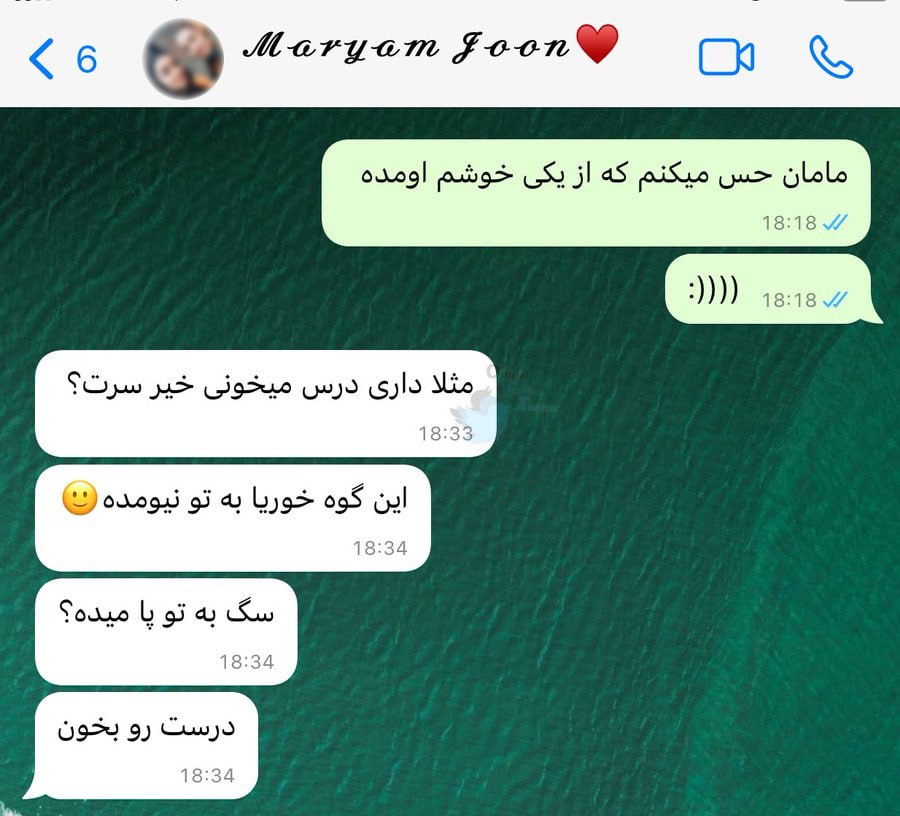 6
Maryam Joon❤️
مامان حس میکنم که از یکی خوشم اومده
18:18
:))))
18:18
مثلا داری درس میخونی خیر سرت؟
18:33
این گوه خوریا به تو نیومده🙂
18:34
سگ به تو پا میده؟
18:34
درست رو بخون
18:34